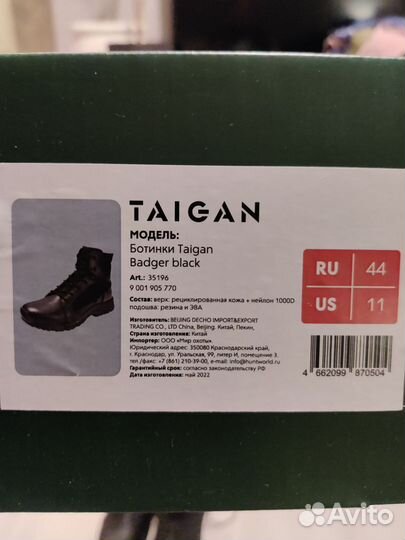 TAIGAN
МОДЕЛЬ:
Ботинки Taigan
Badger black
Art.: 35196
9 001 905 770
Состав: верх: рециклированная кожа + нейлон 1000D
подошва: резина и ЭВА
Изготовитель: BEIJING DECHO IMPORT&EXPORT
TRADING CO., LTD China, Beijing. Китай, Пекин,
Страна изготовления: Китай
Импортер: ООО «Мир охоты».
Юридический адрес: 350080 Краснодарский край,
г. Краснодар, ул. Уральская, 99, литер И, помещение 3.
тел./факс: +7 (861) 210-39-00, e-mail: info@huntworld.ru
Гарантийный срок: согласно законодательству РФ
Дата изготовления: май 2022
RU 44
US 11
4 662099 870504
Avito